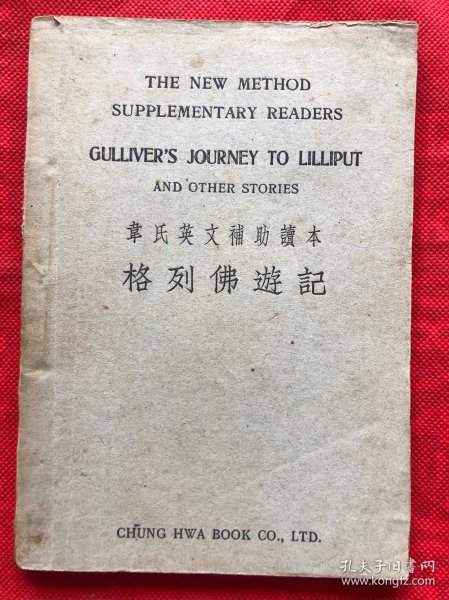 THE NEW METHOD
SUPPLEMENTARY READERS
GULLIVER'S JOURNEY TO LILLIPUT
AND OTHER STORIES
韋氏英文補助讀本
格列佛遊記
CHUNG HWA BOOK CO., LTD.
孔夫子旧书网
www.kongfz.com